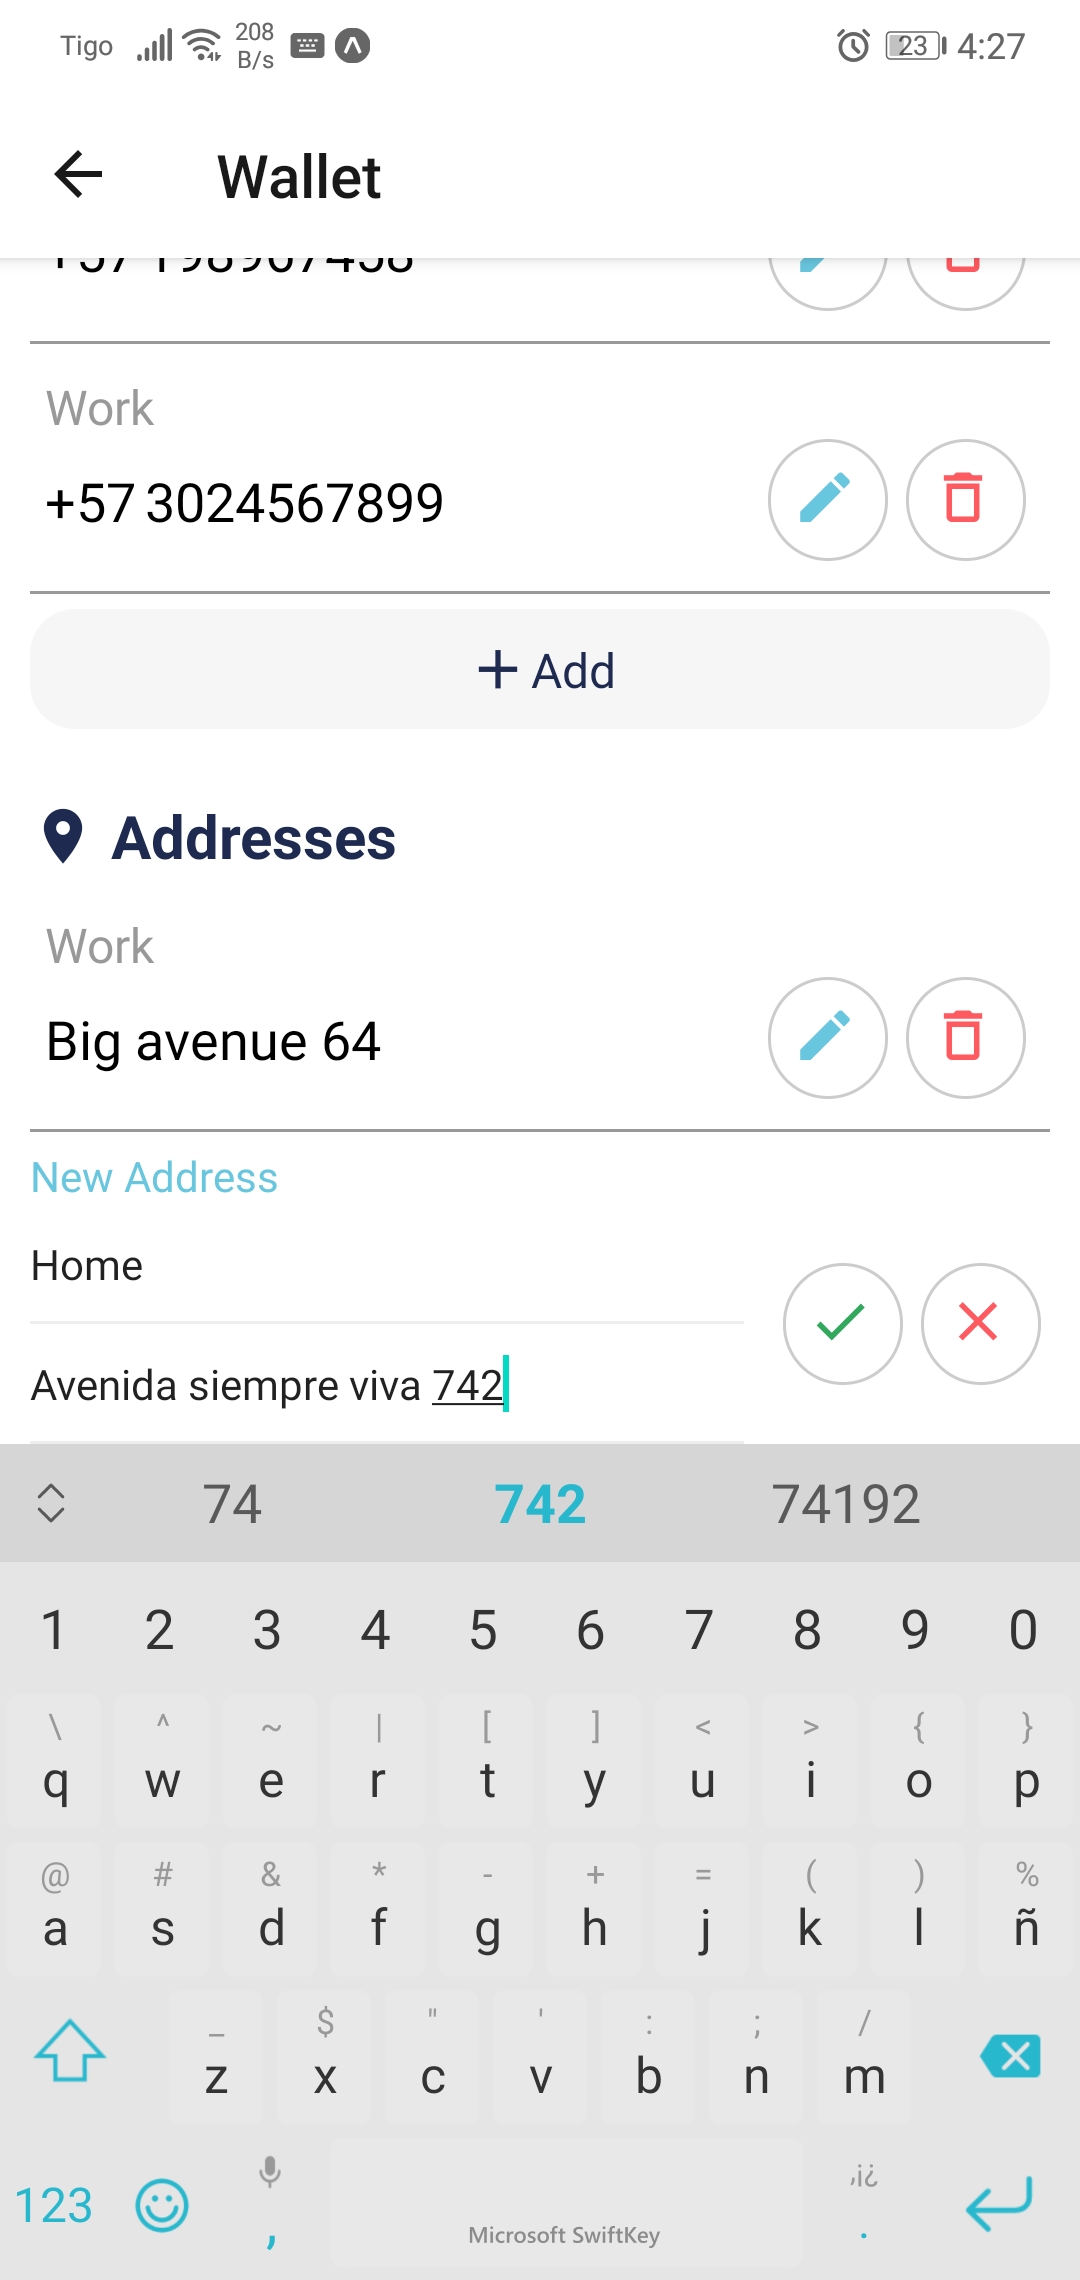 Tigo 208 B/s 23 4:27
Wallet
Work
+57 3024567899
+ Add
Addresses
Work
Big avenue 64
New Address
Home
Avenida siempre viva 742
74 742 74192
1 2 3 4 5 6 7 8 9 0
\ ^ ~ | [ ] < > { }
q w e r t y u i o p
@ # & * - + = ( ) %
a s d f g h j k l ñ
_ $ " ' : ; /
z x c v b n m
,¡¿
123 , Microsoft SwiftKey .